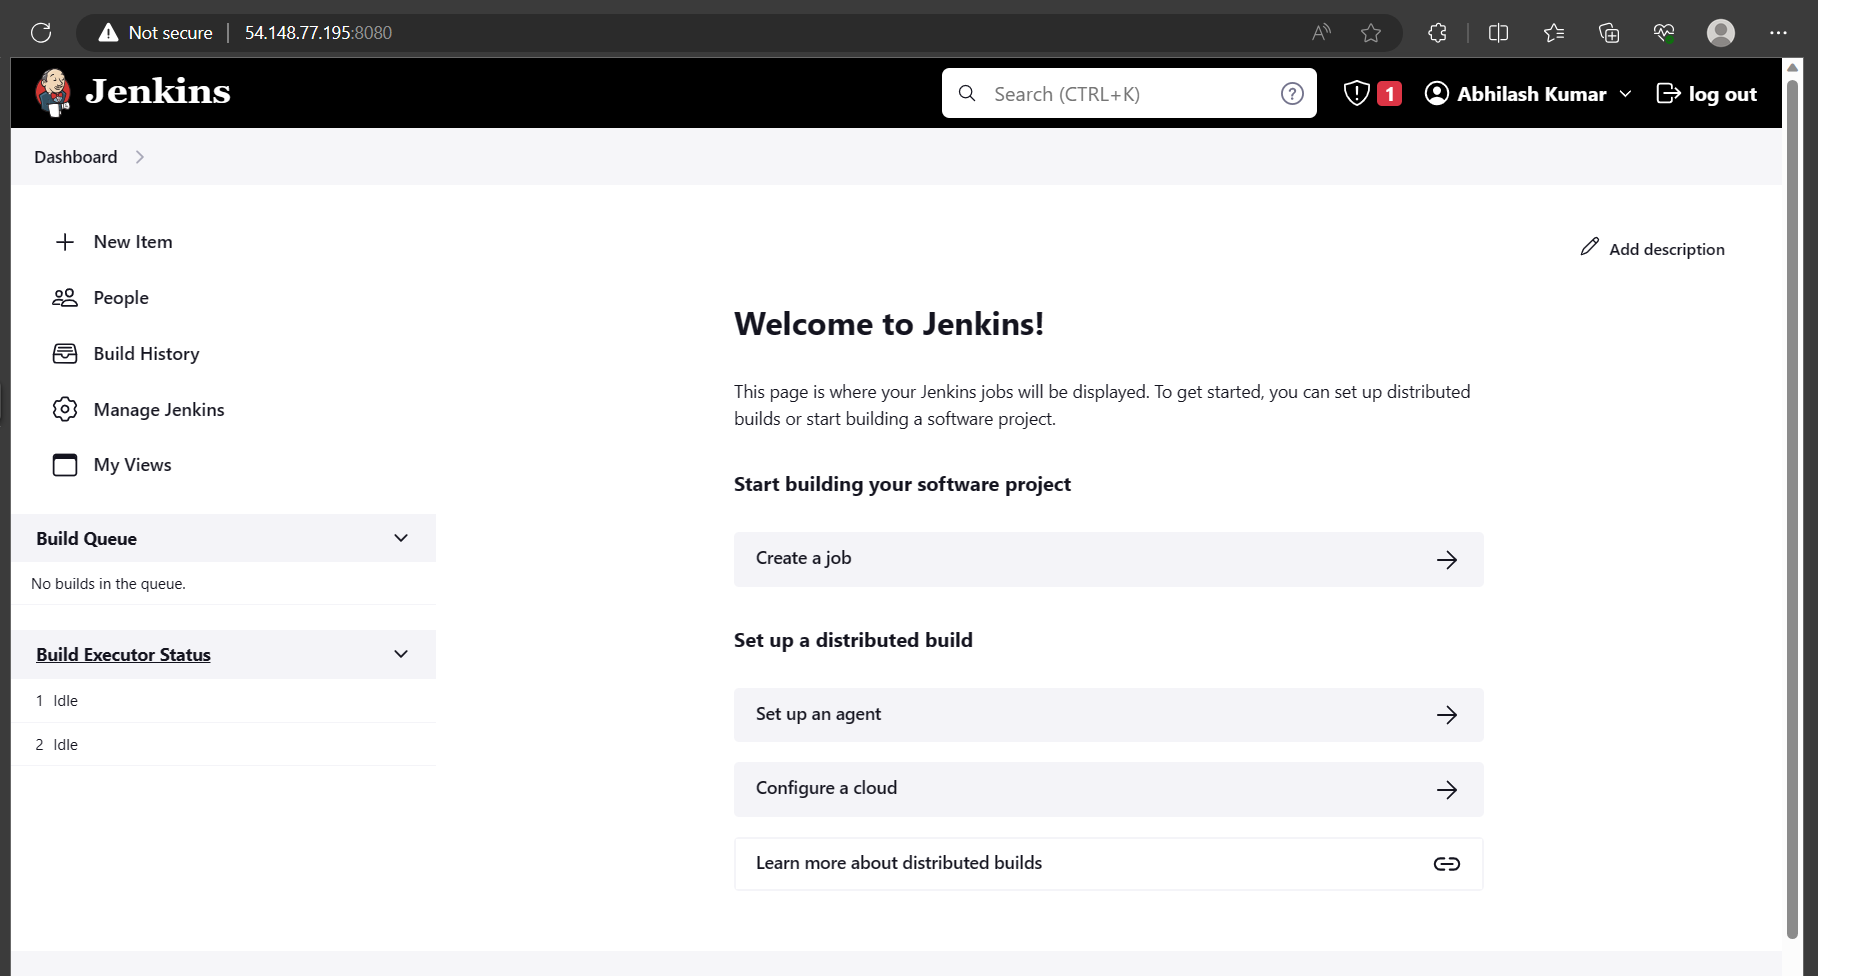 Not secure 54.148.77.195:8080
Jenkins
Search (CTRL+K)
1
Abhilash Kumar
log out
Dashboard
New Item
People
Build History
Manage Jenkins
My Views
Build Queue
No builds in the queue.
Build Executor Status
1 Idle
2 Idle
Add description
Welcome to Jenkins!
This page is where your Jenkins jobs will be displayed. To get started, you can set up distributed
builds or start building a software project.
Start building your software project
Create a job
Set up a distributed build
Set up an agent
Configure a cloud
Learn more about distributed builds